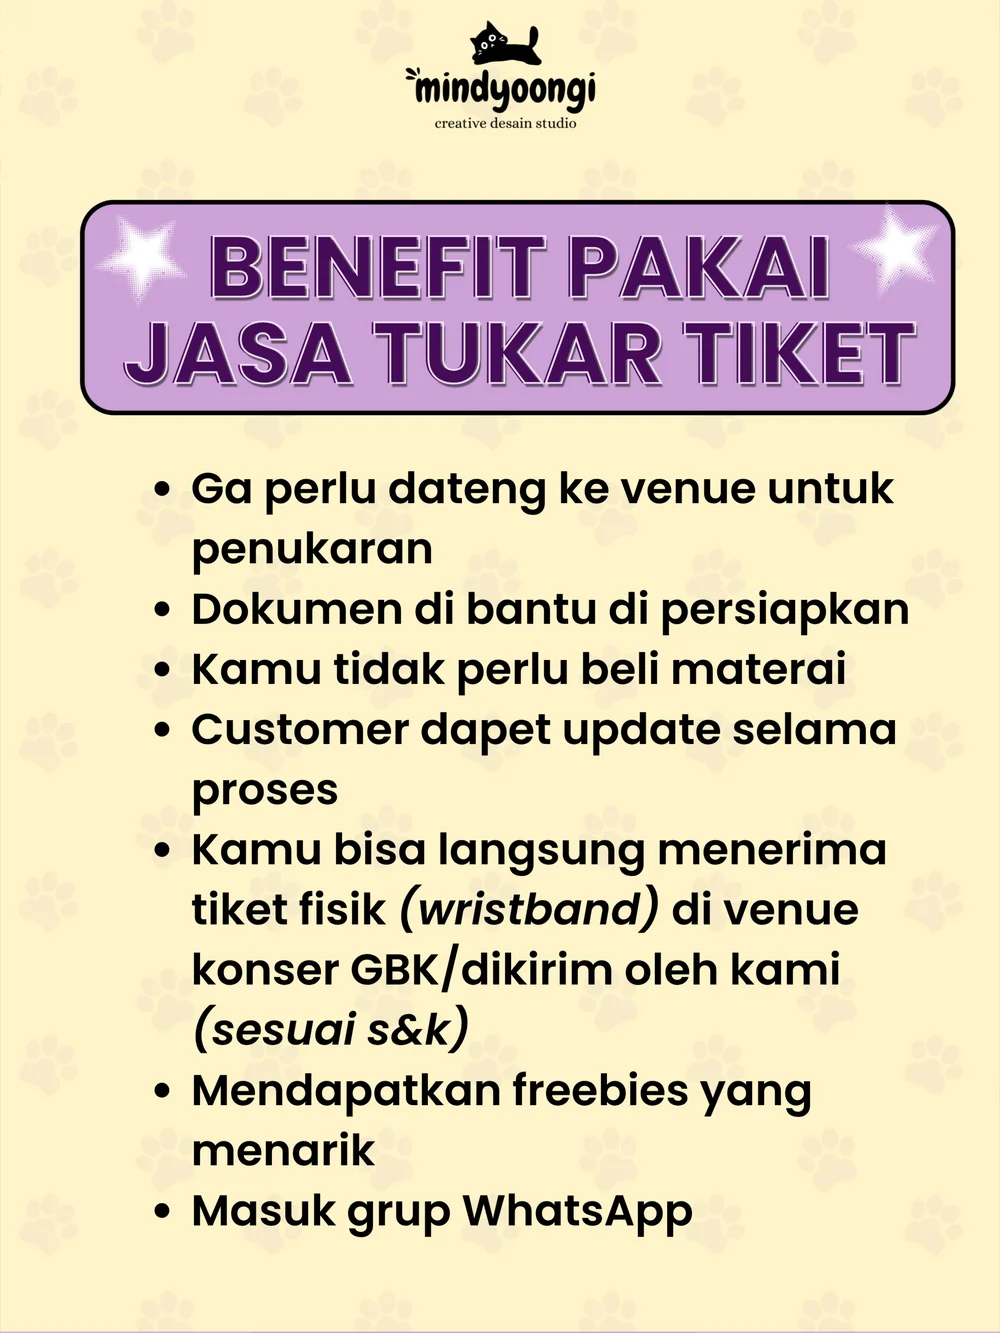 mindyoongi
creative desain studio
BENEFIT PAKAI
JASA TUKAR TIKET
• Ga perlu dateng ke venue untuk
penukaran
• Dokumen di bantu di persiapkan
• Kamu tidak perlu beli materai
• Customer dapet update selama
proses
• Kamu bisa langsung menerima
tiket fisik (wristband) di venue
konser GBK/dikirim oleh kami
(sesuai s&k)
• Mendapatkan freebies yang
menarik
• Masuk grup WhatsApp